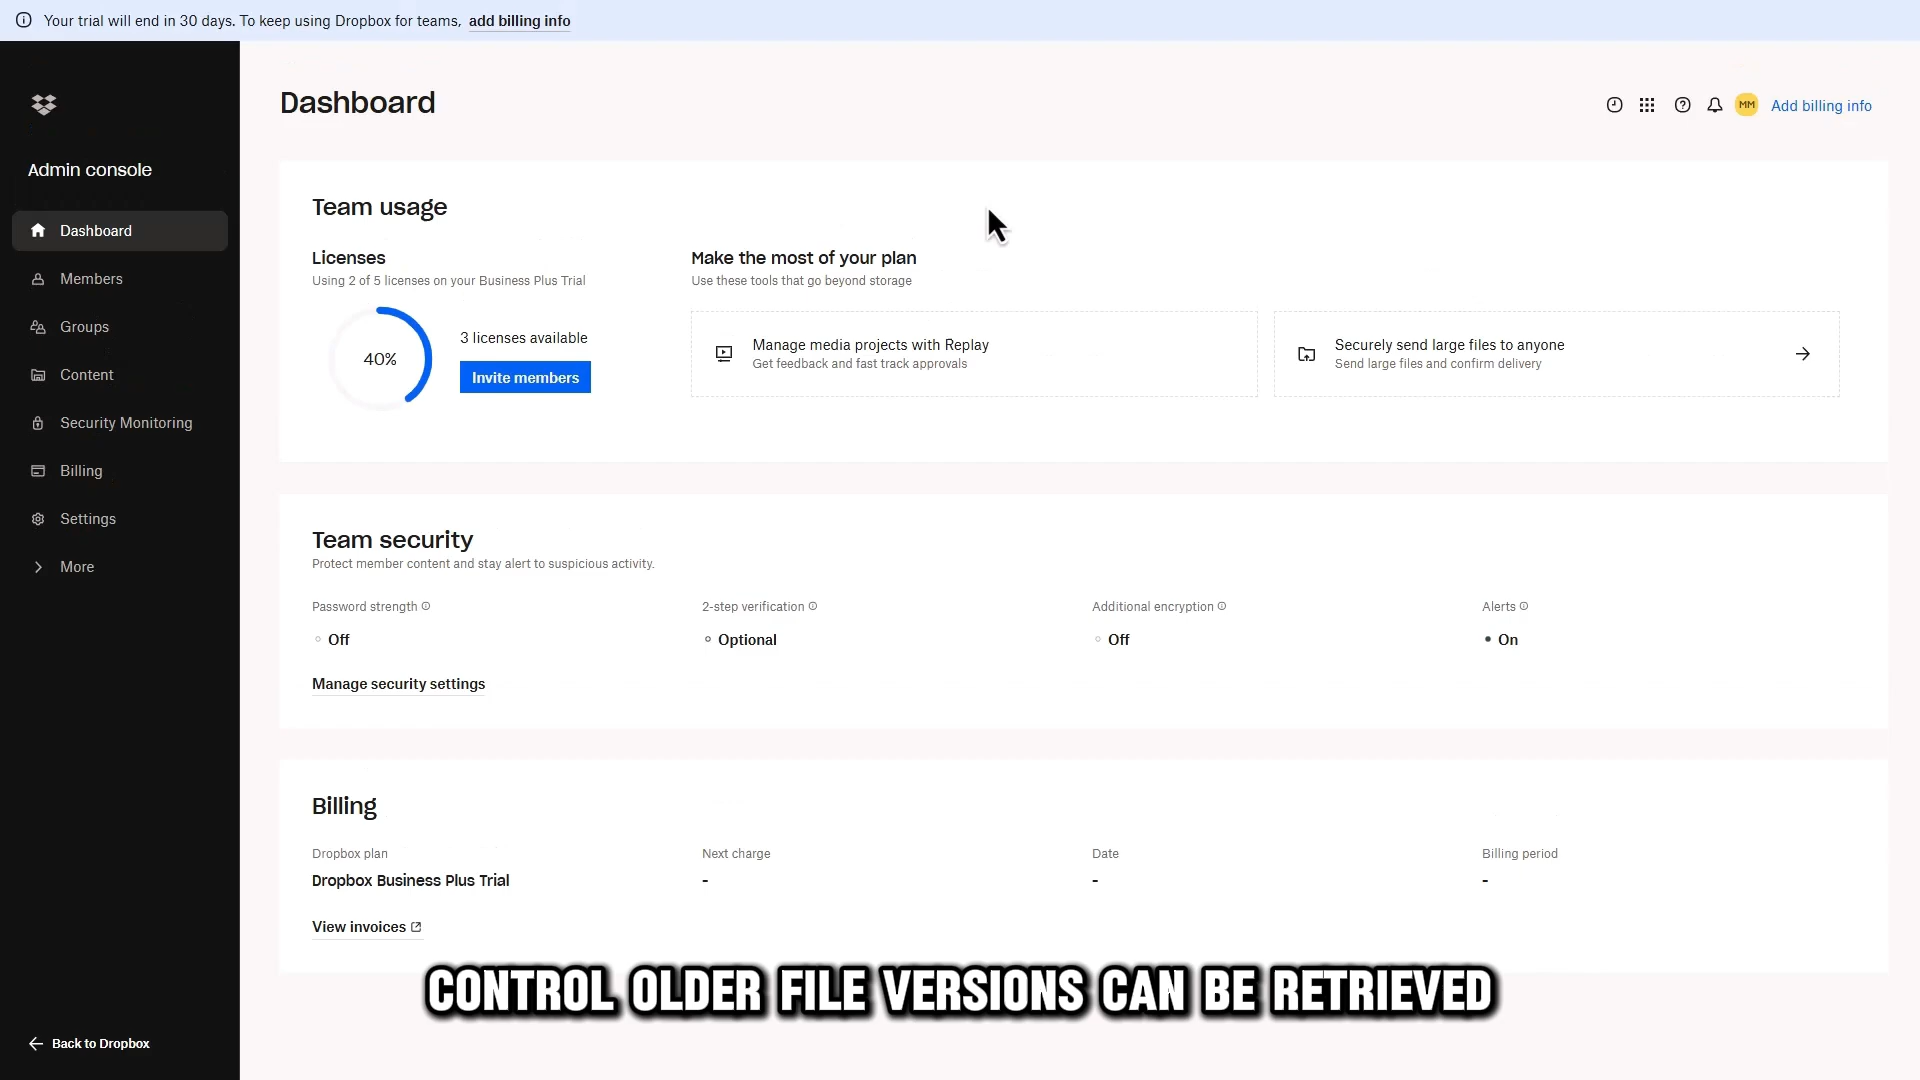 Your trial will end in 30 days. To keep using Dropbox for teams, add billing info
Dashboard
MM
Add billing info
Admin console
Dashboard
Members
Groups
Content
Security Monitoring
Billing
Settings
More
Back to Dropbox
Team usage
Licenses
Using 2 of 5 licenses on your Business Plus Trial
40%
3 licenses available
Invite members
Make the most of your plan
Use these tools that go beyond storage
Manage media projects with Replay
Get feedback and fast track approvals
Securely send large files to anyone
Send large files and confirm delivery
Team security
Protect member content and stay alert to suspicious activity.
Password strength
Off
2-step verification
Optional
Additional encryption
Off
Alerts
On
Manage security settings
Billing
Dropbox plan
Dropbox Business Plus Trial
Next charge
-
Date
-
Billing period
-
View invoices
CONTROL OLDER FILE VERSIONS CAN BE RETRIEVED